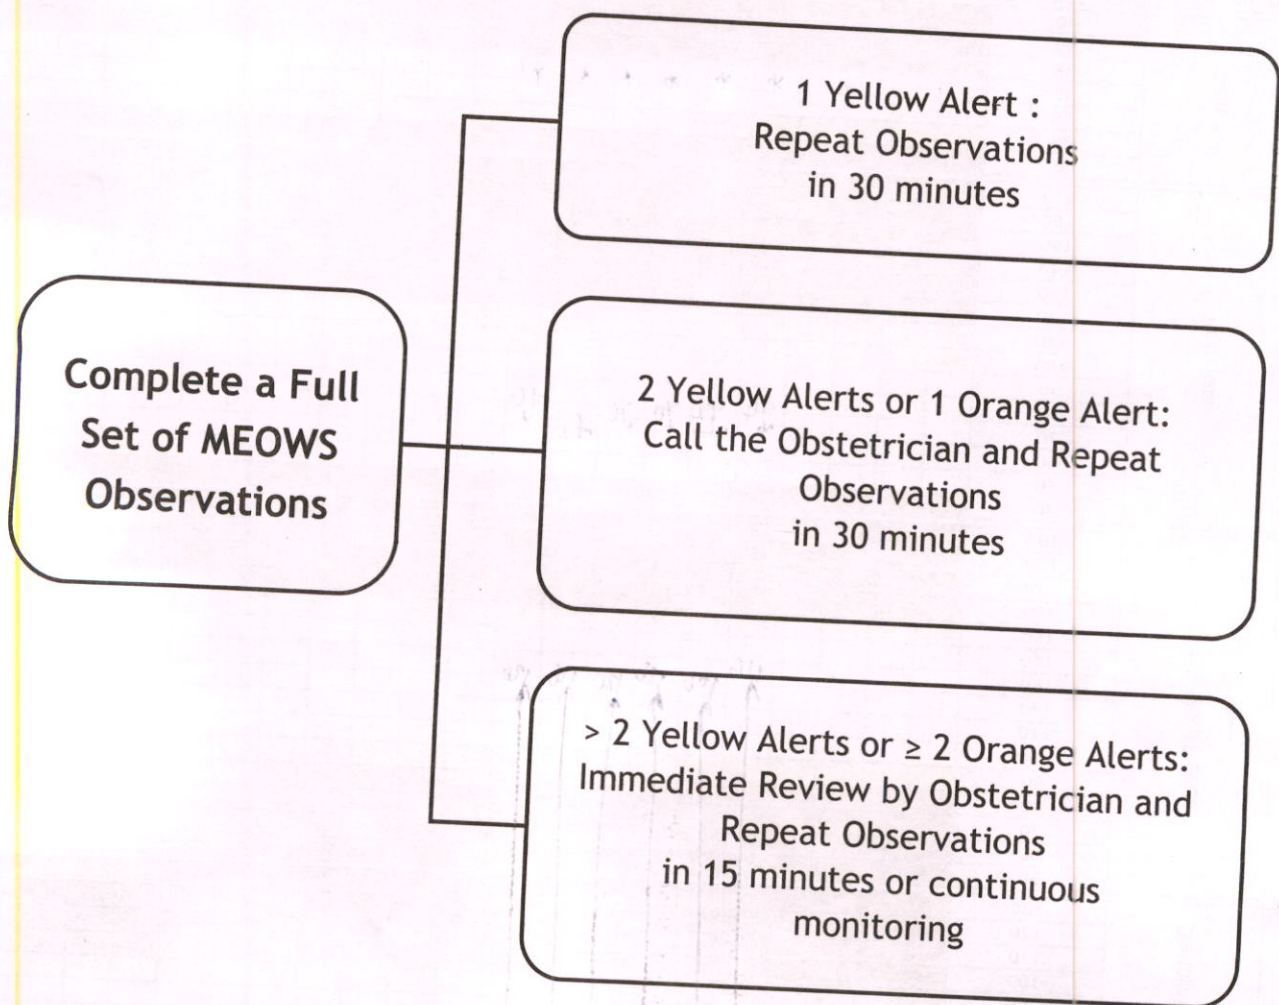 Complete a Full
Set of MEOWS
Observations
1 Yellow Alert :
Repeat Observations
in 30 minutes
2 Yellow Alerts or 1 Orange Alert:
Call the Obstetrician and Repeat
Observations
in 30 minutes
> 2 Yellow Alerts or ≥ 2 Orange Alerts:
Immediate Review by Obstetrician and
Repeat Observations
in 15 minutes or continuous
monitoring